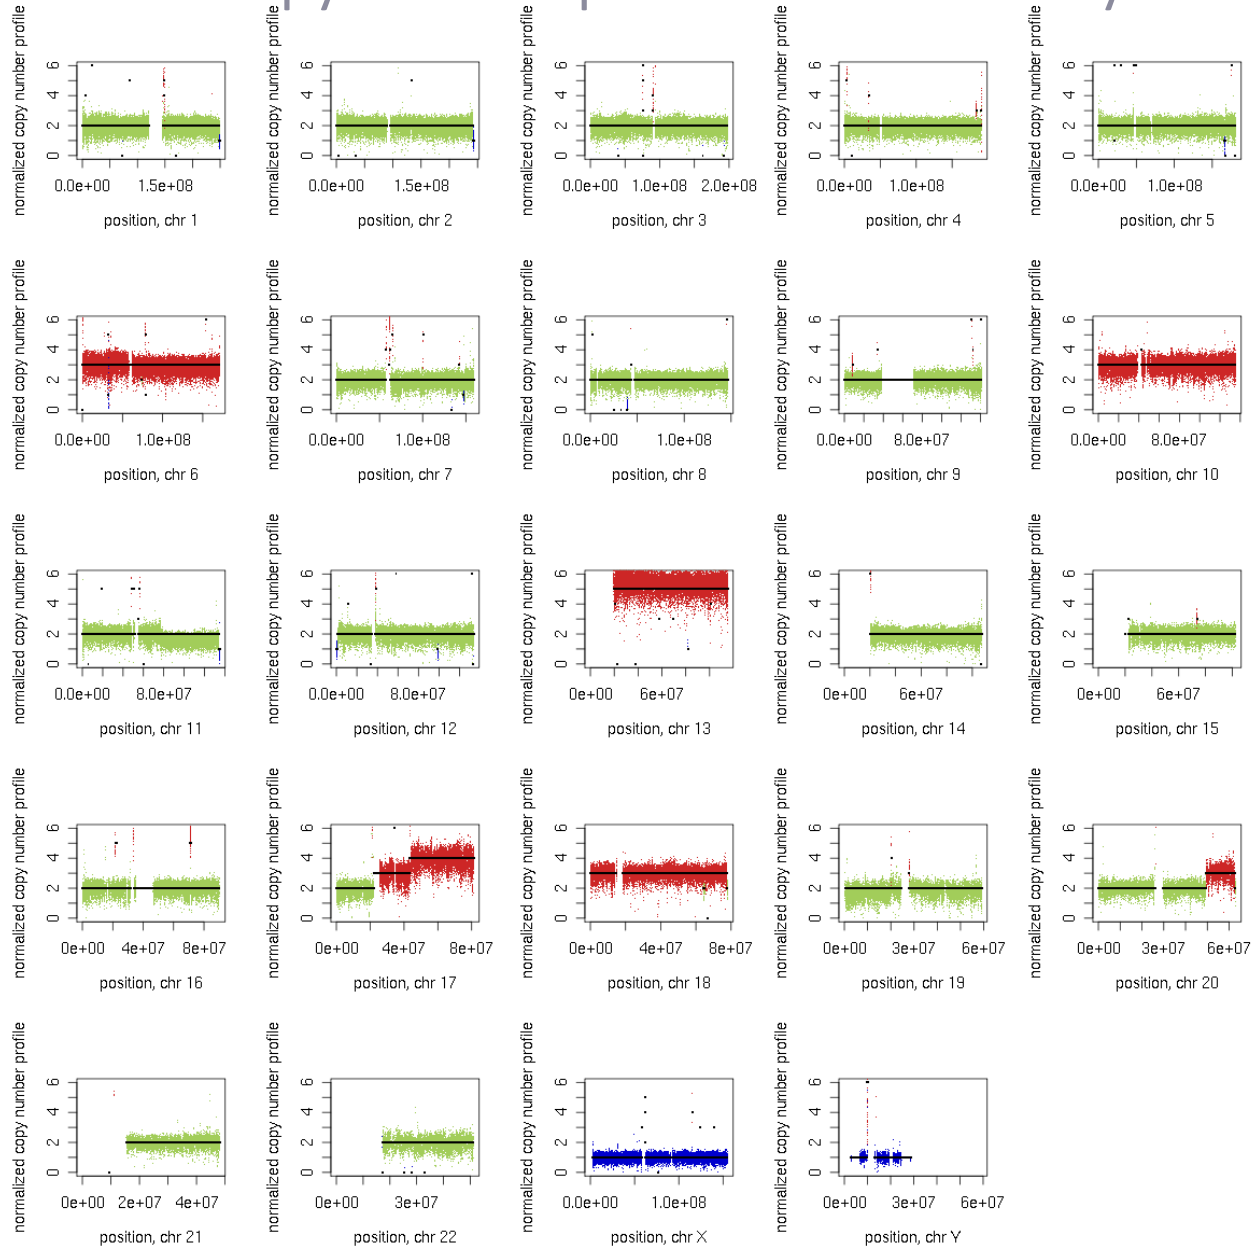 normalized copy number profile normalized copy number profile normalized copy number profile normalized copy number profile normalized copy number profile
0 2 4 6 0 2 4 6 0 2 4 6 0 2 4 6 0 2 4 6
0.0e+00 1.5e+08 0.0e+00 1.5e+08 0.0e+00 1.0e+08 2.0e+08 0.0e+00 1.0e+08 0.0e+00 1.0e+08
position, chr 1 position, chr 2 position, chr 3 position, chr 4 position, chr 5
normalized copy number profile normalized copy number profile normalized copy number profile normalized copy number profile normalized copy number profile
0 2 4 6 0 2 4 6 0 2 4 6 0 2 4 6 0 2 4 6
0.0e+00 1.0e+08 0.0e+00 1.0e+08 0.0e+00 1.0e+08 0.0e+00 8.0e+07 0.0e+00 8.0e+07
position, chr 6 position, chr 7 position, chr 8 position, chr 9 position, chr 10
normalized copy number profile normalized copy number profile normalized copy number profile normalized copy number profile normalized copy number profile
0 2 4 6 0 2 4 6 0 2 4 6 0 2 4 6 0 2 4 6
0.0e+00 8.0e+07 0.0e+00 8.0e+07 0e+00 6e+07 0e+00 6e+07 0e+00 6e+07
position, chr 11 position, chr 12 position, chr 13 position, chr 14 position, chr 15
normalized copy number profile normalized copy number profile normalized copy number profile normalized copy number profile normalized copy number profile
0 2 4 6 0 2 4 6 0 2 4 6 0 2 4 6 0 2 4 6
0e+00 4e+07 8e+07 0e+00 4e+07 8e+07 0e+00 4e+07 8e+07 0e+00 3e+07 6e+07 0e+00 3e+07 6e+07
position, chr 16 position, chr 17 position, chr 18 position, chr 19 position, chr 20
normalized copy number profile normalized copy number profile normalized copy number profile normalized copy number profile
0 2 4 6 0 2 4 6 0 2 4 6 0 2 4 6
0e+00 2e+07 4e+07 0e+00 3e+07 0.0e+00 1.0e+08 0e+00 3e+07 6e+07
position, chr 21 position, chr 22 position, chr X position, chr Y